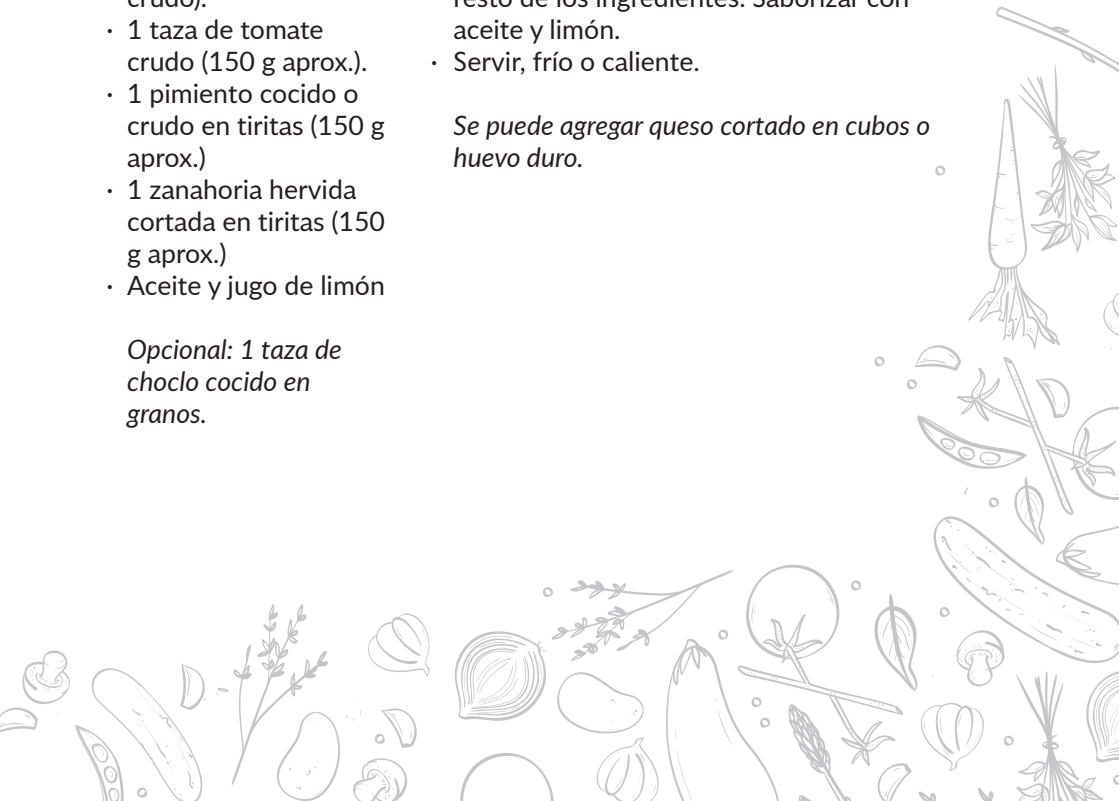 crudo).
· 1 taza de tomate
crudo (150 g aprox.).
· 1 pimiento cocido o
crudo en tiritas (150 g
aprox.)
· 1 zanahoria hervida
cortada en tiritas (150
g aprox.)
· Aceite y jugo de limón
Opcional: 1 taza de
choclo cocido en
granos.
resto de los ingredientes. Saborizar con
aceite y limón.
· Servir, frío o caliente.
Se puede agregar queso cortado en cubos o
huevo duro.